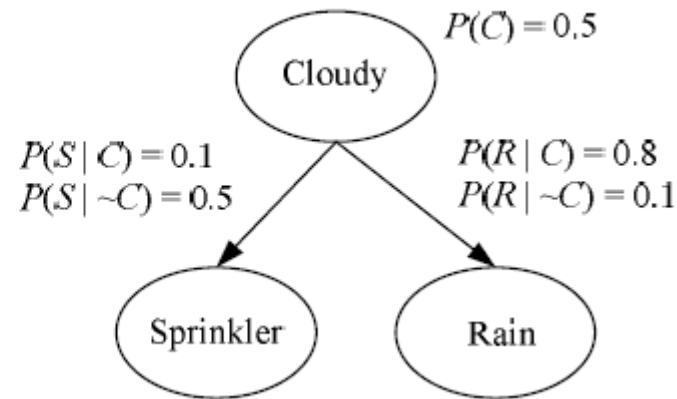 P(C) = 0.5
Cloudy
P(S | C) = 0.1
P(S | ~C) = 0.5
P(R | C) = 0.8
P(R | ~C) = 0.1
Sprinkler
Rain